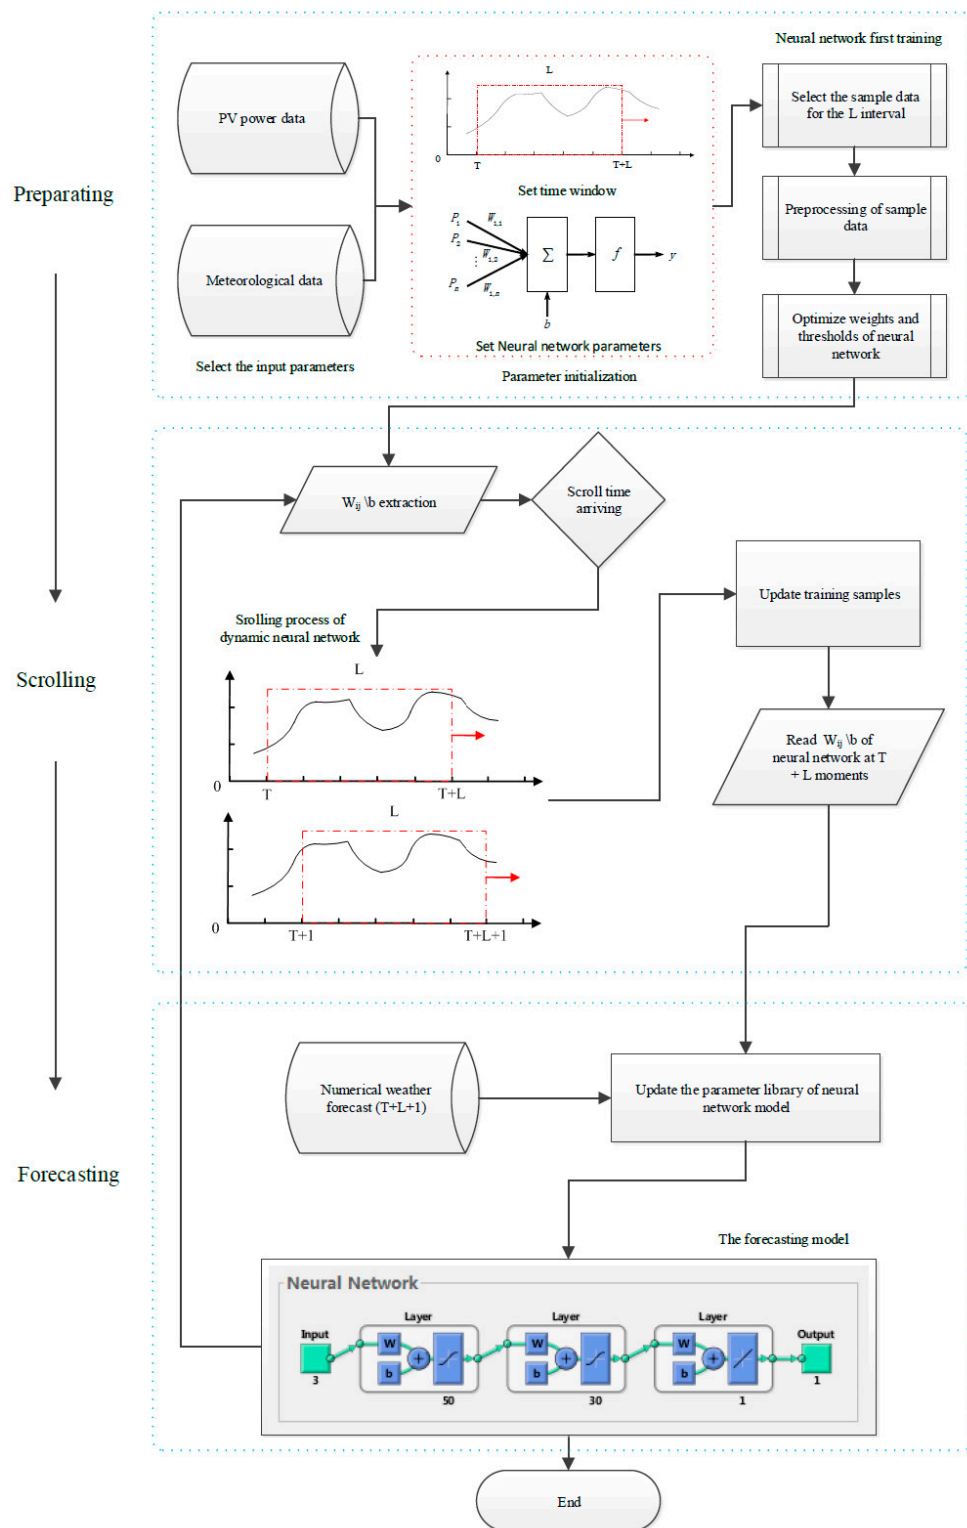 Preparating
Neural network first training
PV power data
Meteorological data
Select the input parameters
L
0
T
T+L
Set time window
P1
W1,1
P2
W1,2
⋮
Pn
W1,n
Σ
f
y
b
Set Neural network parameters
Parameter initialization
Select the sample data
for the L interval
Preprocessing of sample
data
Optimize weights and
thresholds of neural
network
Scrolling
Wij \b extraction
Scroll time
arriving
Srolling process of
dynamic neural network
L
0
T
T+L
L
0
T+1
T+L+1
Update training samples
Read Wij \b of
neural network at T
+ L moments
Forecasting
Numerical weather
forecast (T+L+1)
Update the parameter library of neural
network model
The forecasting model
Neural Network
Input
3
Layer
W
b
+
50
Layer
W
b
+
30
Layer
W
b
+
1
Output
1
End